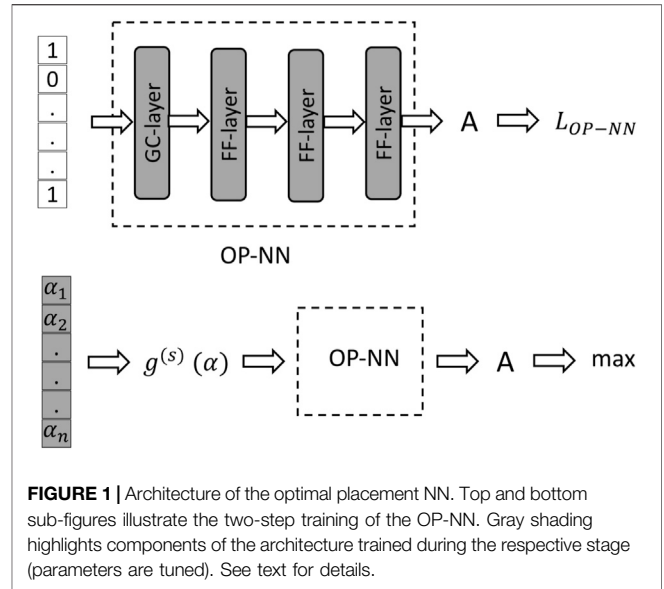 1
0
.
.
.
1
GC-layer
FF-layer
FF-layer
FF-layer
A
L_{OP-NN}
OP-NN
α₁
α₂
.
.
.
αₙ
g^{(s)} (α)
OP-NN
A
max
FIGURE 1 | Architecture of the optimal placement NN. Top and bottom
sub-figures illustrate the two-step training of the OP-NN. Gray shading
highlights components of the architecture trained during the respective stage
(parameters are tuned). See text for details.